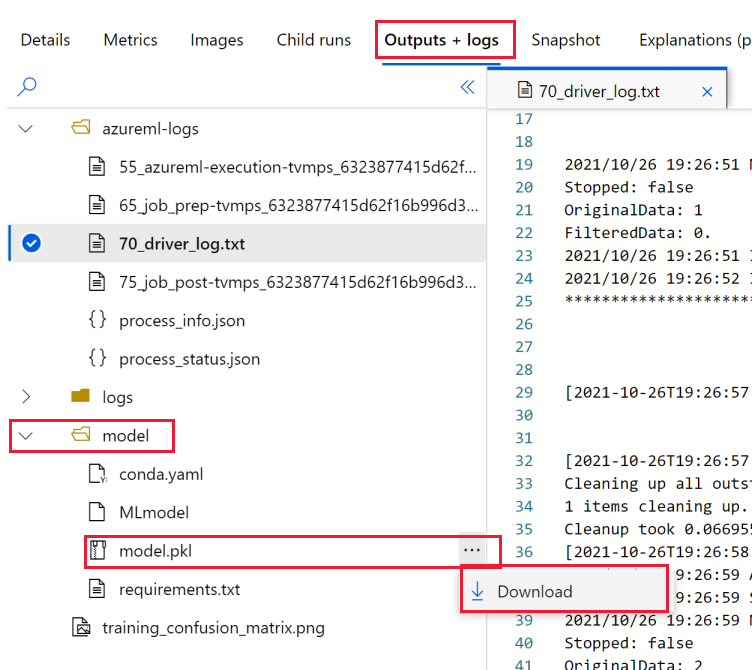 Details Metrics Images Child runs Outputs + logs Snapshot Explanations (p
azureml-logs
55_azureml-execution-tvmps_6323877415d62f...
65_job_prep-tvmps_6323877415d62f16b996d3...
70_driver_log.txt
75_job_post-tvmps_6323877415d62f16b996d3...
{} process_info.json
{} process_status.json
logs
model
conda.yaml
MLmodel
model.pkl ...
requirements.txt
training_confusion_matrix.png
Download
70_driver_log.txt ×
17
18
19 2021/10/26 19:26:51
20 Stopped: false
21 OriginalData: 1
22 FilteredData: 0.
23 2021/10/26 19:26:51
24 2021/10/26 19:26:52
25 *********************
26
27
28
29 [2021-10-26T19:26:57
30
31
32 [2021-10-26T19:26:57
33 Cleaning up all outs
34 1 items cleaning up.
35 Cleanup took 0.06695
36 [2021-10-26T19:26:58
9:26:59
9:26:59
39 2021/10/26 19:26:59
40 Stopped: false
41 OriginalData: 2